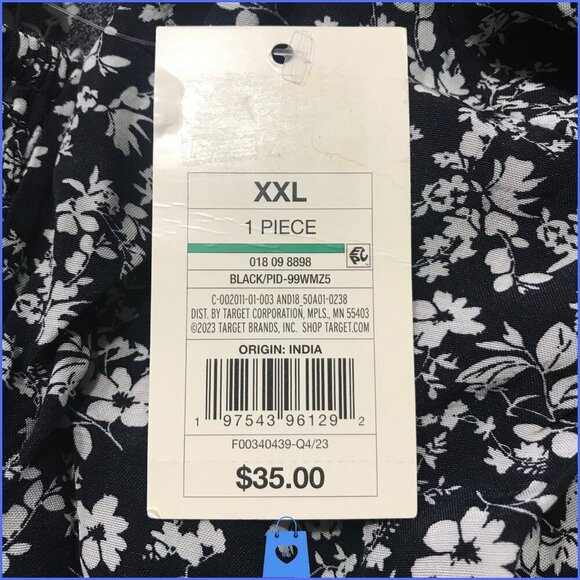 XXL
1 PIECE
018 09 8898
BLACK/PID-99WMZ5
C-002011-01-003 AND18_50A01-0238
DIST. BY TARGET CORPORATION, MPLS., MN 55403
©2023 TARGET BRANDS, INC. SHOP TARGET.COM
ORIGIN: INDIA
1 97543 96129 2
F00340439-Q4/23
$35.00